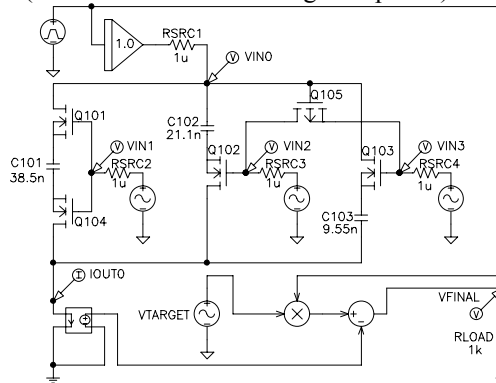 1.0
RSRC1
1u
VIN0
Q101
Q105
C102
21.1n
VIN1
Q102
VIN2
Q103
VIN3
RSRC2
RSRC3
RSRC4
C101
38.5n
1u
1u
1u
Q104
C103
9.55n
IOUT0
VTARGET
VFINAL
RLOAD
1k